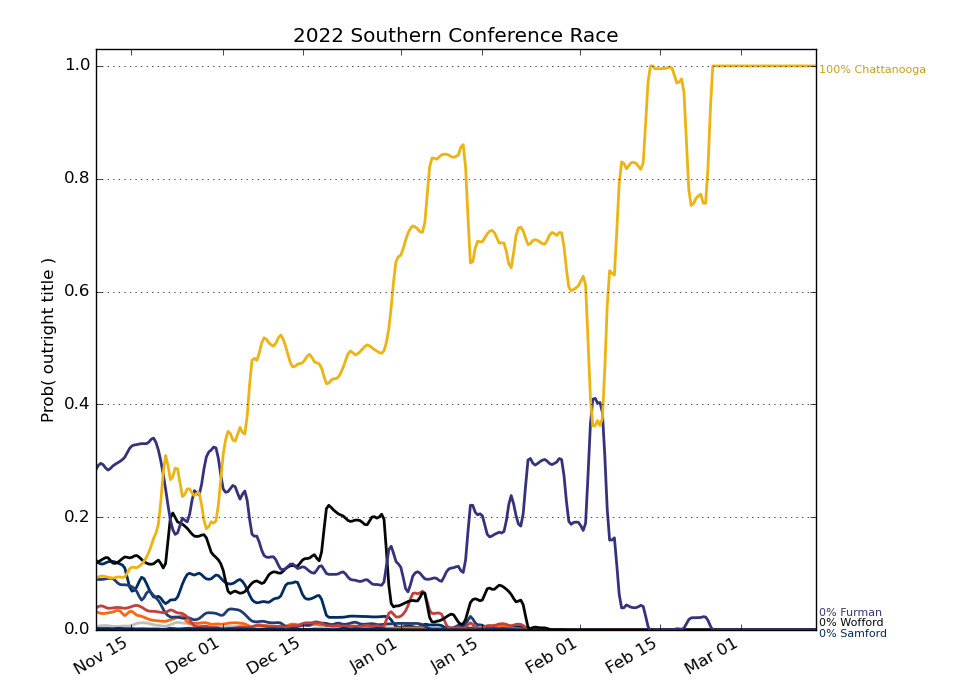 2022 Southern Conference Race
Prob( outright title )
1.0
0.8
0.6
0.4
0.2
0.0
100% Chattanooga
0% Furman
0% Wofford
0% Samford
Nov 15
Dec 01
Dec 15
Jan 01
Jan 15
Feb 01
Feb 15
Mar 01